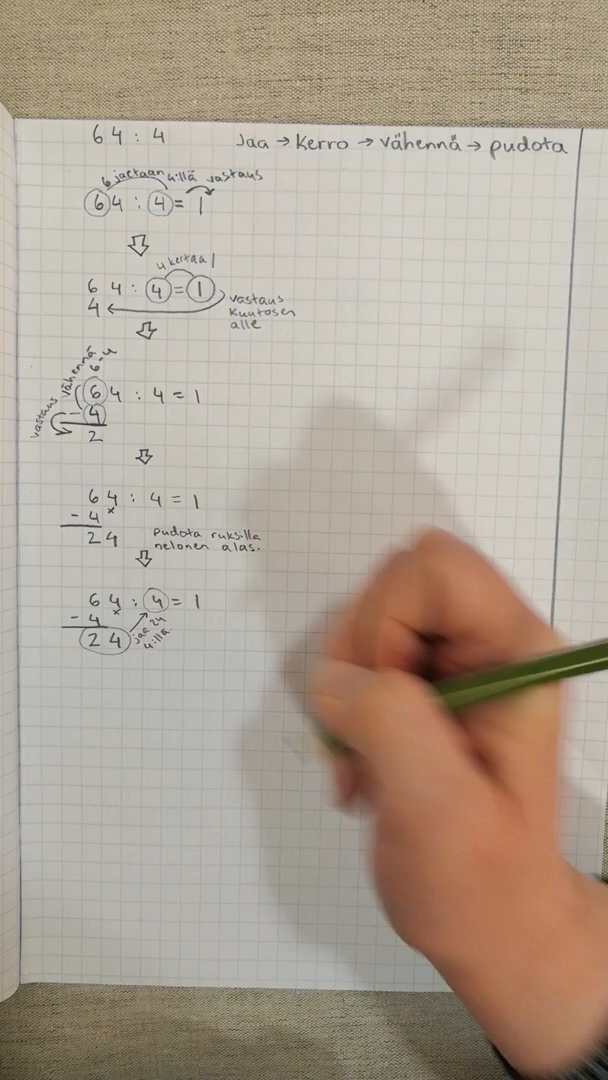 64 : 4
Jaa → Kerro → vähennä → pudota
6 jaetaan 4:llä vastaus
64 : 4 = 1
4 kertaa 1
64 : 4 = 1
4
vastaus
kuutosen
alle
vastaus vähennä 6-4
64 : 4 = 1
- 4
2
64 : 4 = 1
- 4 x
24
pudota ruksilla
nelonen alas.
64 : 4 = 1
- 4 x
24
jaa 24
4:llä